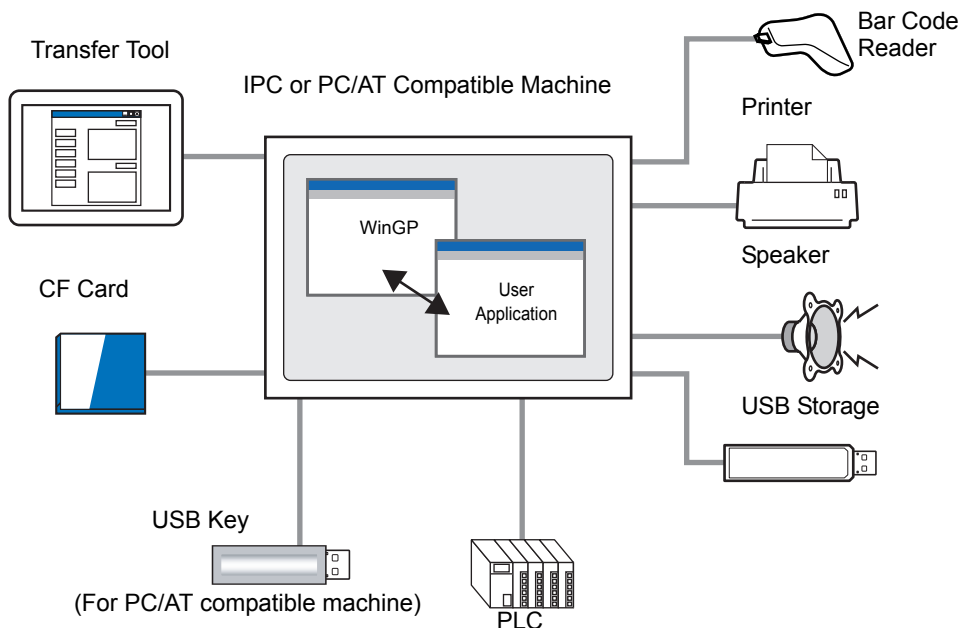 Transfer Tool
IPC or PC/AT Compatible Machine
Bar Code
Reader
Printer
WinGP
User
Application
Speaker
CF Card
USB Storage
USB Key
(For PC/AT compatible machine)
PLC